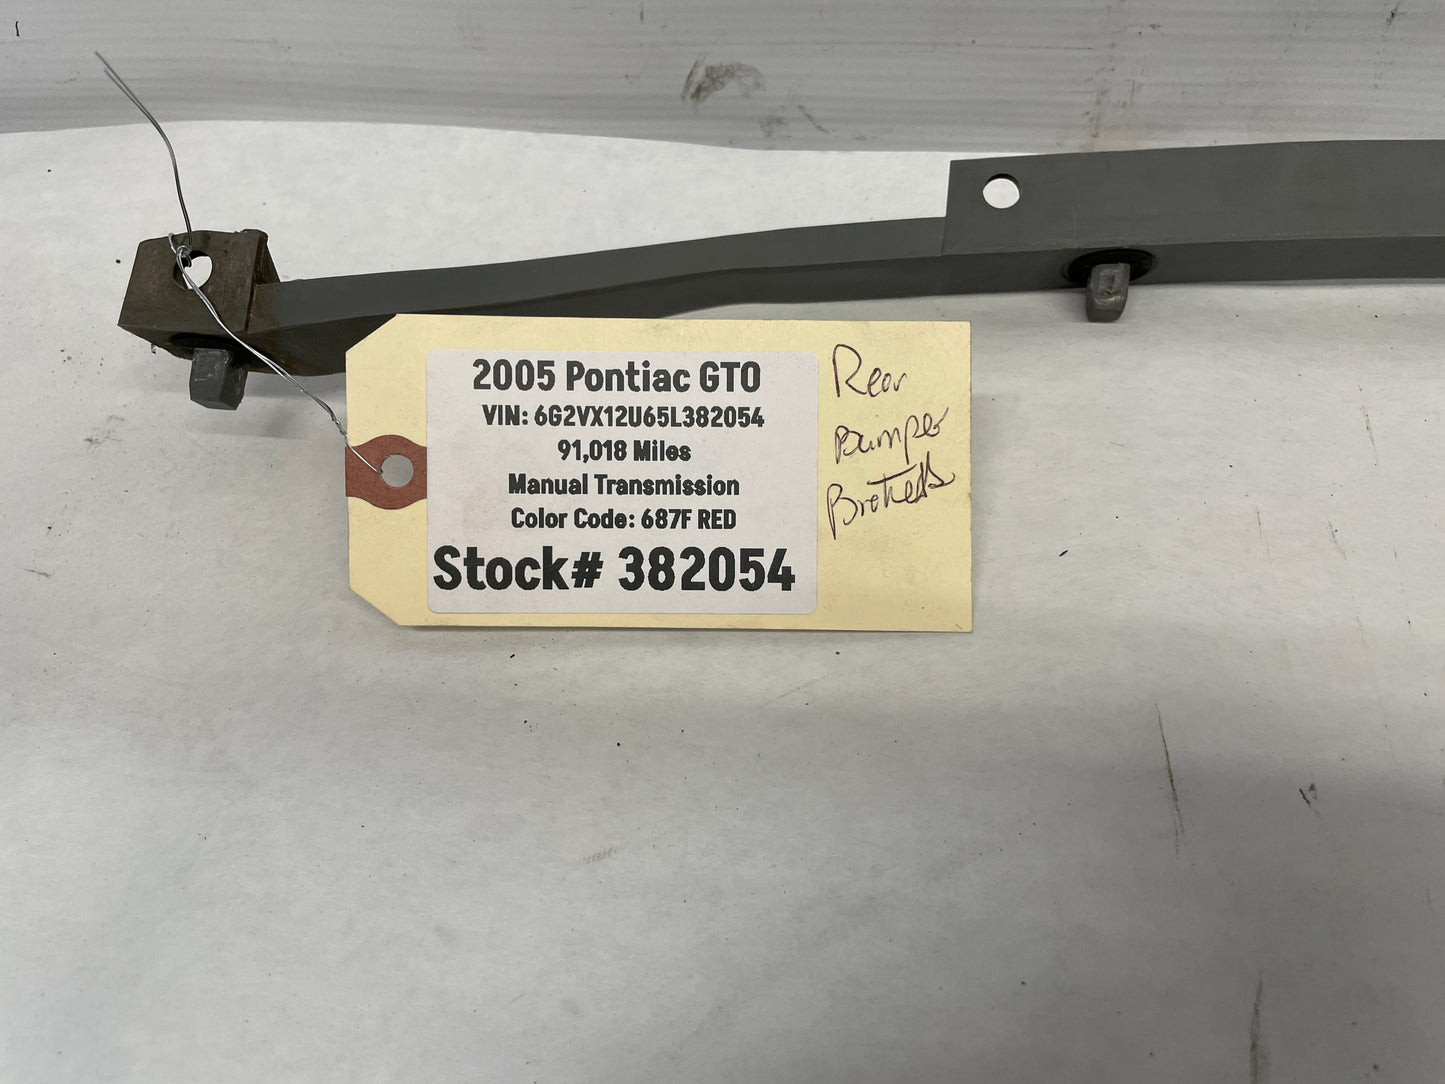 2005 Pontiac GTO
VIN: 6G2VX12U65L382054
91,018 Miles
Manual Transmission
Color Code: 687F RED
Stock# 382054
Rear
Bumper
Brackets